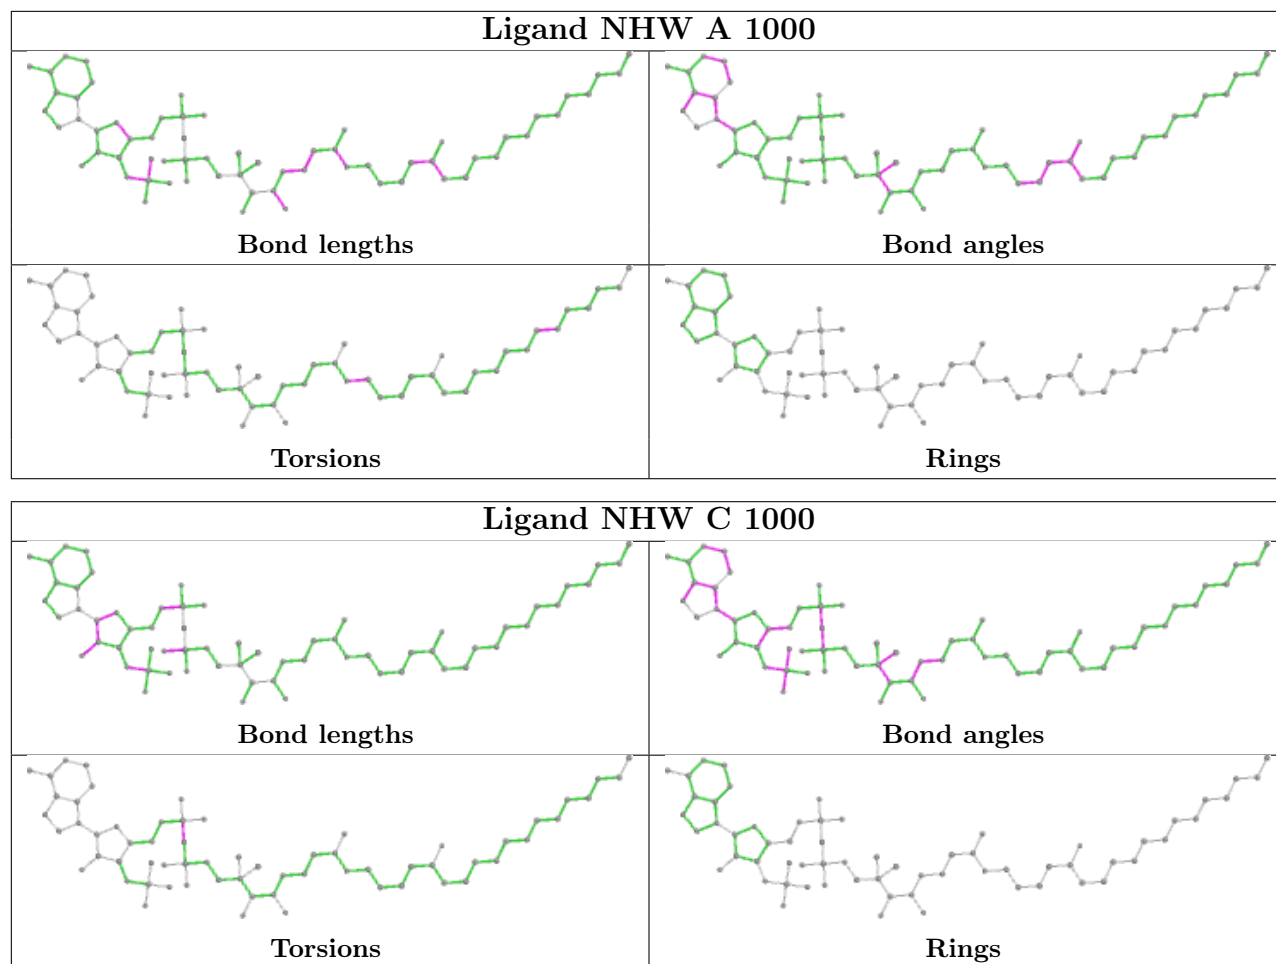 Ligand NHW A 1000
Bond lengths
Bond angles
Torsions
Rings
Ligand NHW C 1000
Bond lengths
Bond angles
Torsions
Rings